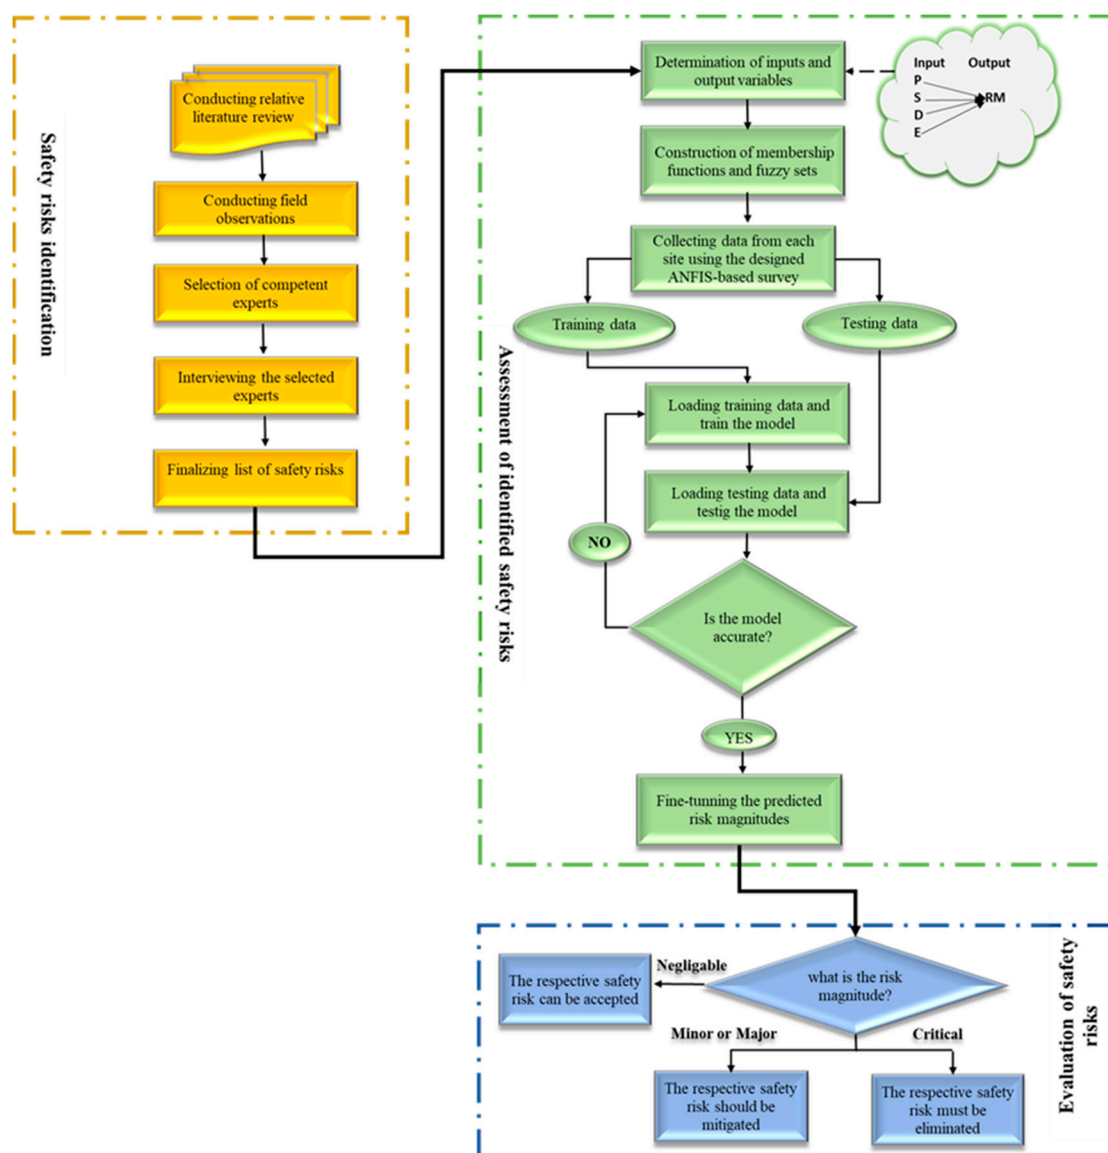 Safety risks identification
Conducting relative
literature review
Conducting field
observations
Selection of competent
experts
Interviewing the selected
experts
Finalizing list of safety risks
Assessment of identified safety
risks
Determination of inputs and
output variables
Input Output
P
S
D
E
RM
Construction of membership
functions and fuzzy sets
Collecting data from each
site using the designed
ANFIS-based survey
Training data
Testing data
Loading training data and
train the model
Loading testing data and
testig the model
NO
Is the model
accurate?
YES
Fine-tunning the predicted
risk magnitudes
Evaluation of safety
risks
what is the risk
magnitude?
Negligable
The respective safety
risk can be accepted
Minor or Major
Critical
The respective safety
risk should be
mitigated
The respective safety
risk must be
eliminated